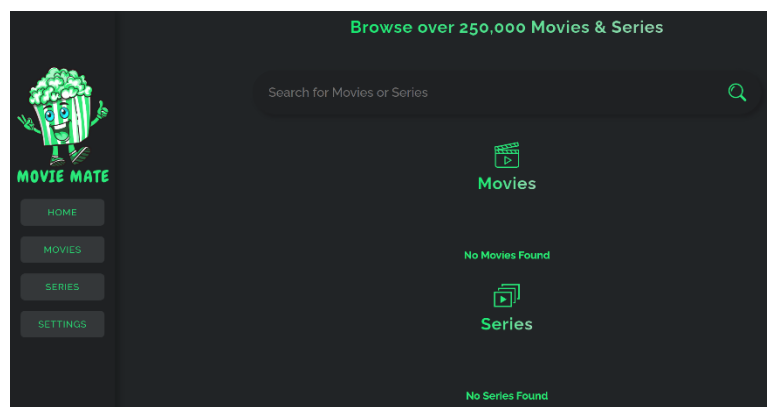 Browse over 250,000 Movies & Series
Search for Movies or Series
MOVIE MATE
HOME
MOVIES
SERIES
SETTINGS
Movies
No Movies Found
Series
No Series Found